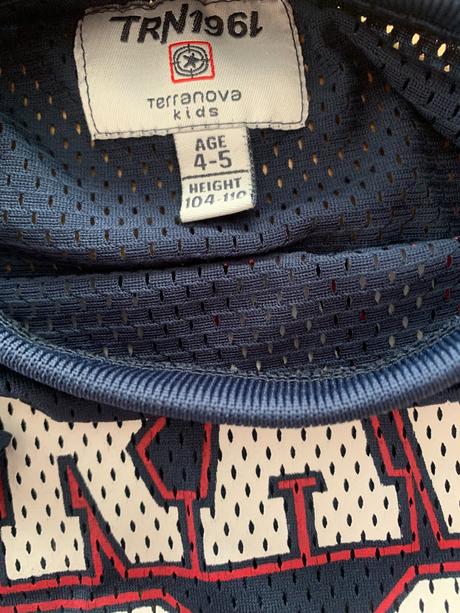 TRN1961
Terranova
kids
AGE
4-5
HEIGHT
104-110